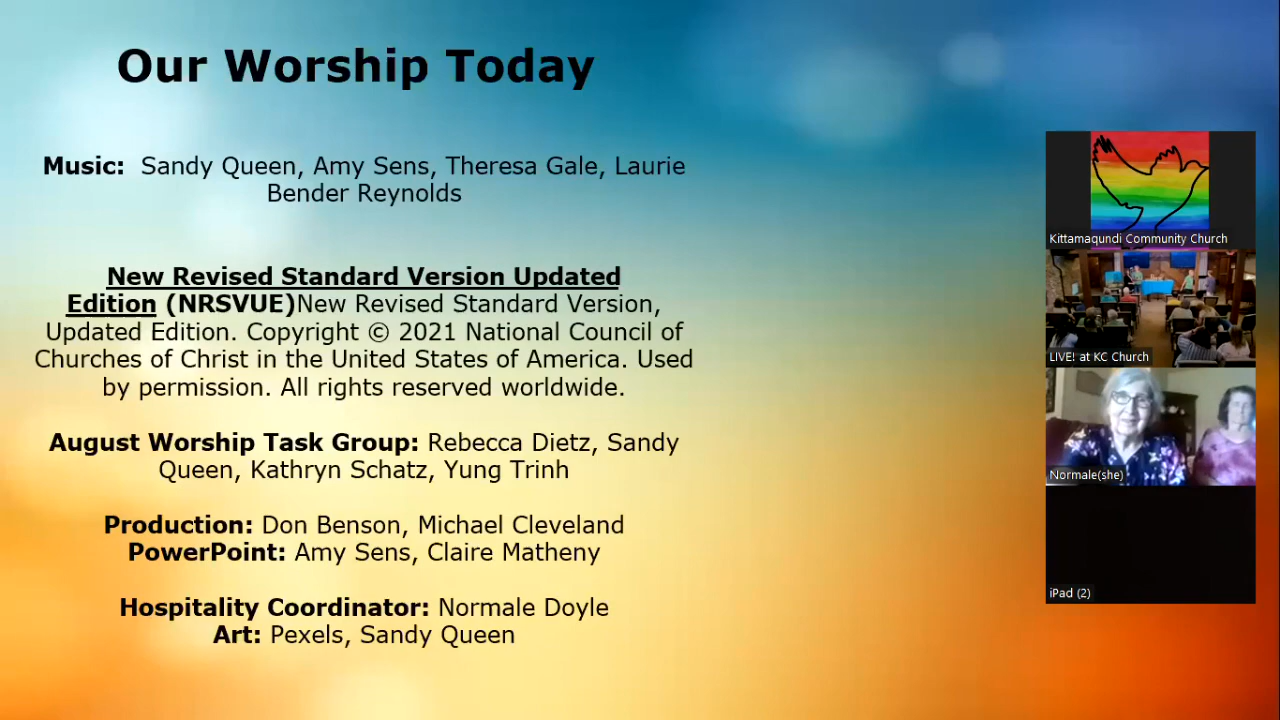 Our Worship Today
Music:  Sandy Queen, Amy Sens, Theresa Gale, Laurie
Bender Reynolds
New Revised Standard Version Updated
Edition (NRSVUE)New Revised Standard Version,
Updated Edition. Copyright © 2021 National Council of
Churches of Christ in the United States of America. Used
by permission. All rights reserved worldwide.
August Worship Task Group: Rebecca Dietz, Sandy
Queen, Kathryn Schatz, Yung Trinh
Production: Don Benson, Michael Cleveland
PowerPoint: Amy Sens, Claire Matheny
Hospitality Coordinator: Normale Doyle
Art: Pexels, Sandy Queen
Kittamaqundi Community Church
LIVE! at KC Church
Normale(she)
iPad (2)